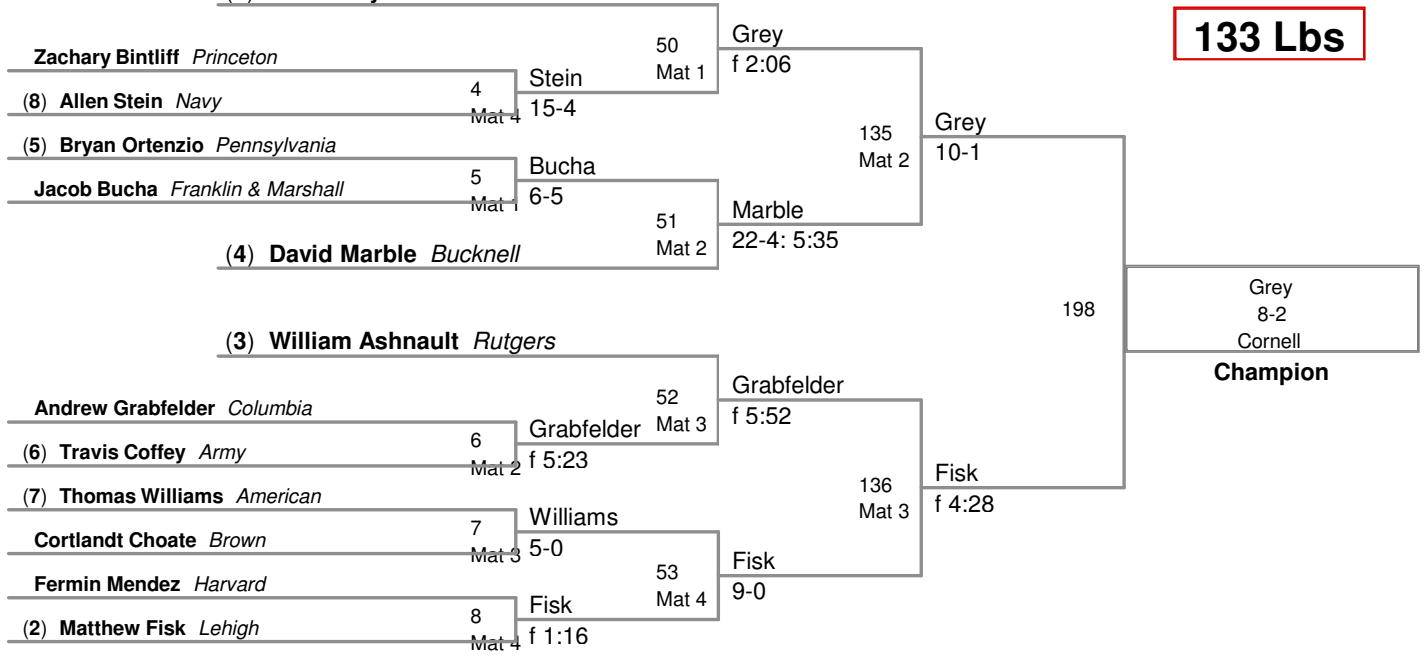 133 Lbs
Zachary Bintliff Princeton
(8) Allen Stein Navy
(5) Bryan Ortenzio Pennsylvania
Jacob Bucha Franklin & Marshall
(4) David Marble Bucknell
(3) William Ashnault Rutgers
Andrew Grabfelder Columbia
(6) Travis Coffey Army
(7) Thomas Williams American
Cortlandt Choate Brown
Fermin Mendez Harvard
(2) Matthew Fisk Lehigh
4
Mat 4
Stein
15-4
5
Mat 1
Bucha
6-5
6
Mat 2
Grabfelder
f 5:23
7
Mat 3
Williams
5-0
8
Mat 4
Fisk
f 1:16
50
Mat 1
Grey
f 2:06
51
Mat 2
Marble
22-4: 5:35
52
Mat 3
Grabfelder
f 5:52
53
Mat 4
Fisk
9-0
135
Mat 2
Grey
10-1
136
Mat 3
Fisk
f 4:28
198
Grey
8-2
Cornell
Champion